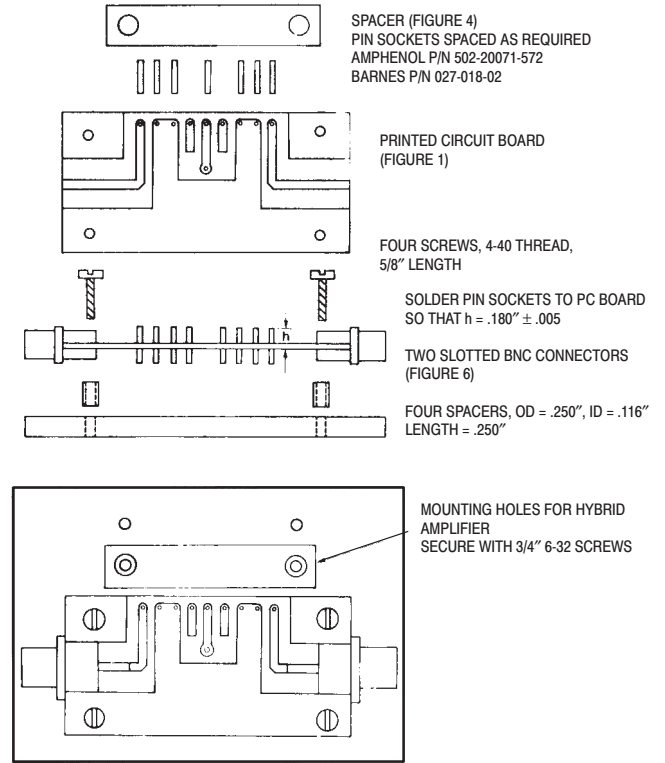 SPACER (FIGURE 4)
PIN SOCKETS SPACED AS REQUIRED
AMPHENOL P/N 502-20071-572
BARNES P/N 027-018-02
PRINTED CIRCUIT BOARD
(FIGURE 1)
FOUR SCREWS, 4-40 THREAD,
5/8″ LENGTH
SOLDER PIN SOCKETS TO PC BOARD
SO THAT h = .180″ ± .005
h
TWO SLOTTED BNC CONNECTORS
(FIGURE 6)
FOUR SPACERS, OD = .250″, ID = .116″
LENGTH = .250″
MOUNTING HOLES FOR HYBRID
AMPLIFIER
SECURE WITH 3/4″ 6-32 SCREWS